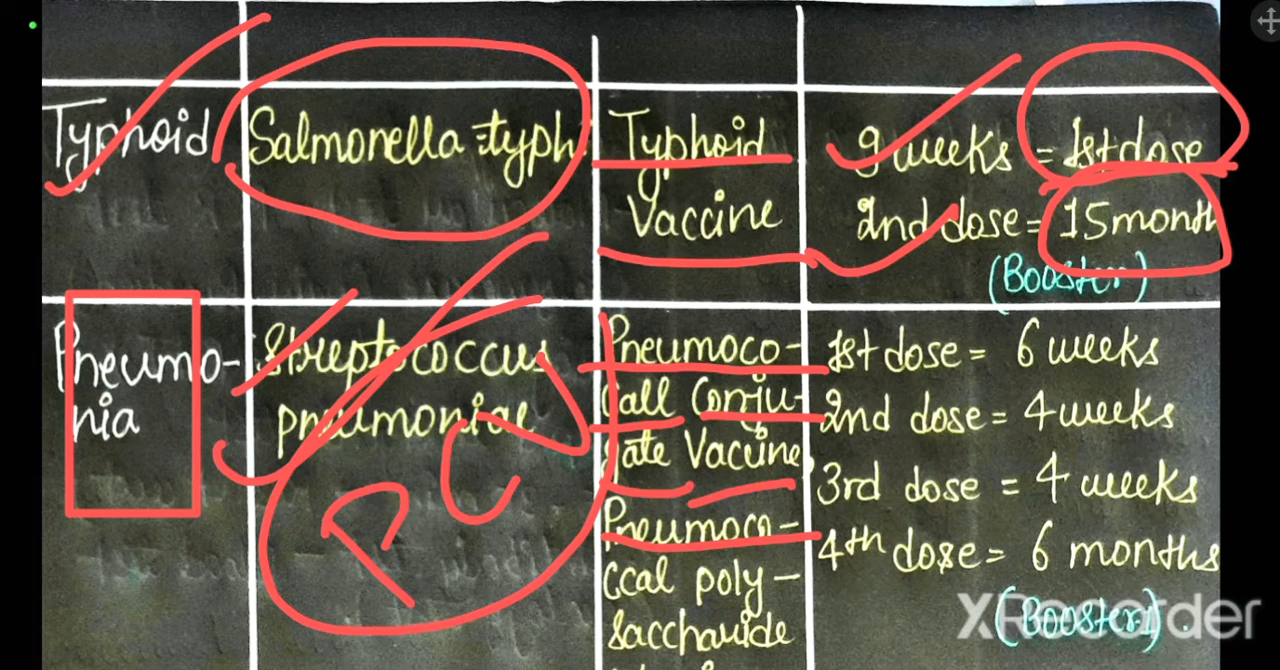 Typhoid
Salmonella-typhi
Typhoid
Vaccine
9 weeks = 1st dose
2nd dose = 15 month
(Booster)
Pneumo-
nia
Streptococcus
pneumoniae
Pneumoco-
call Conju-
gate Vaccine
Pneumoco-
ccal poly-
saccharide
1st dose = 6 weeks
2nd dose = 4 weeks
3rd dose = 4 weeks
4th dose = 6 months
(Booster)
PCV
XRecorder